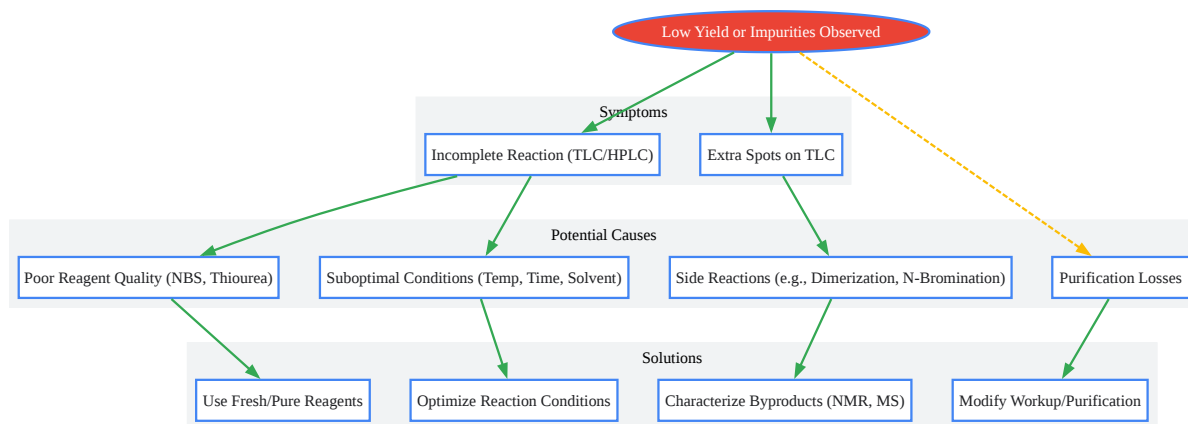 Low Yield or Impurities Observed
Symptoms
Incomplete Reaction (TLC/HPLC)
Extra Spots on TLC
Potential Causes
Poor Reagent Quality (NBS, Thiourea)
Suboptimal Conditions (Temp, Time, Solvent)
Side Reactions (e.g., Dimerization, N-Bromination)
Purification Losses
Solutions
Use Fresh/Pure Reagents
Optimize Reaction Conditions
Characterize Byproducts (NMR, MS)
Modify Workup/Purification